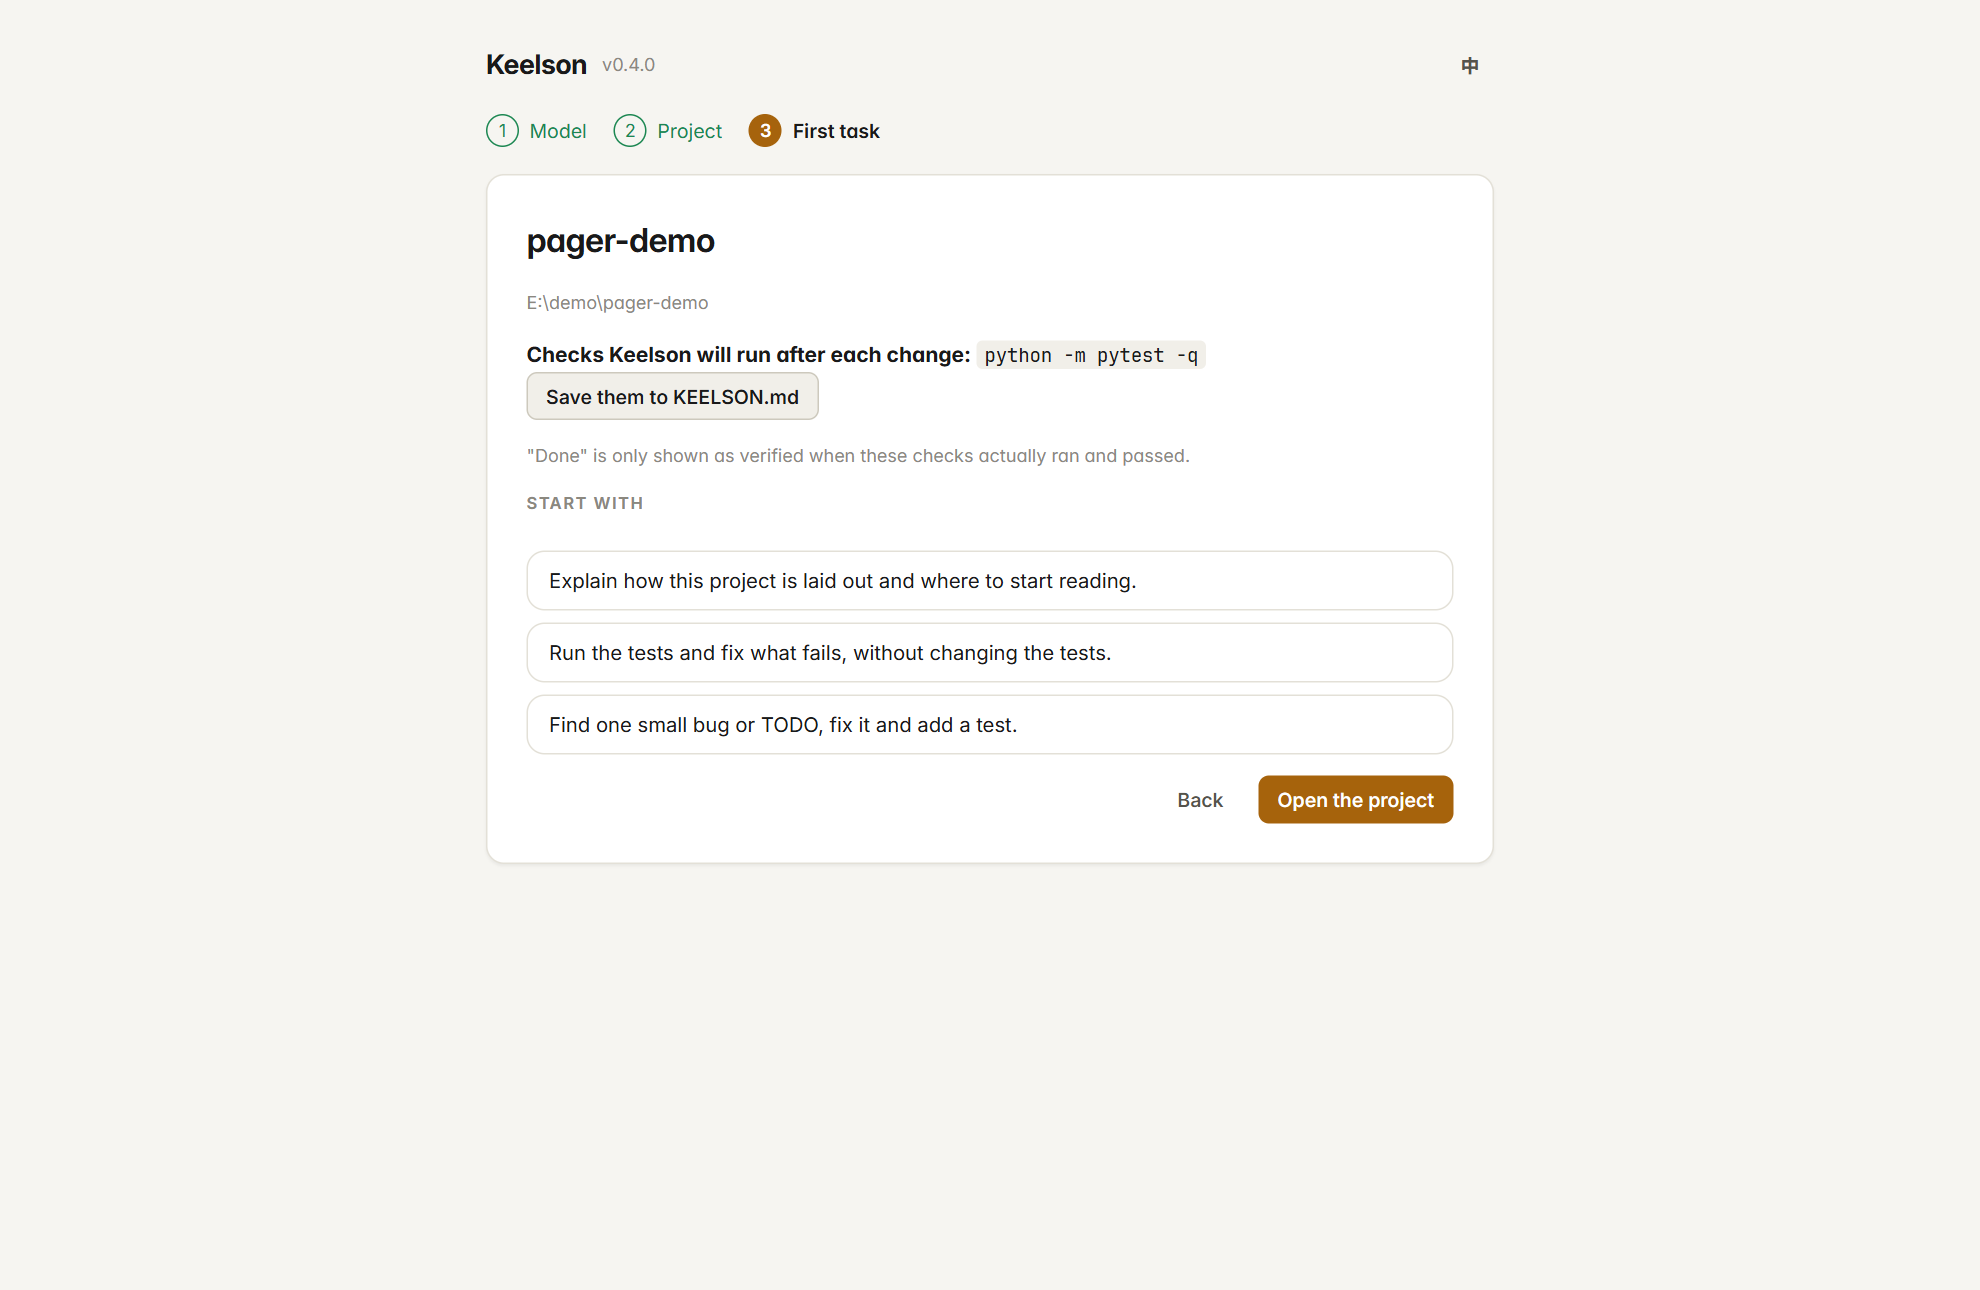 Keelson v0.4.0 中
1 Model 2 Project 3 First task
pager-demo
E:\demo\pager-demo
Checks Keelson will run after each change: python -m pytest -q
Save them to KEELSON.md
"Done" is only shown as verified when these checks actually ran and passed.
START WITH
Explain how this project is laid out and where to start reading.
Run the tests and fix what fails, without changing the tests.
Find one small bug or TODO, fix it and add a test.
Back Open the project